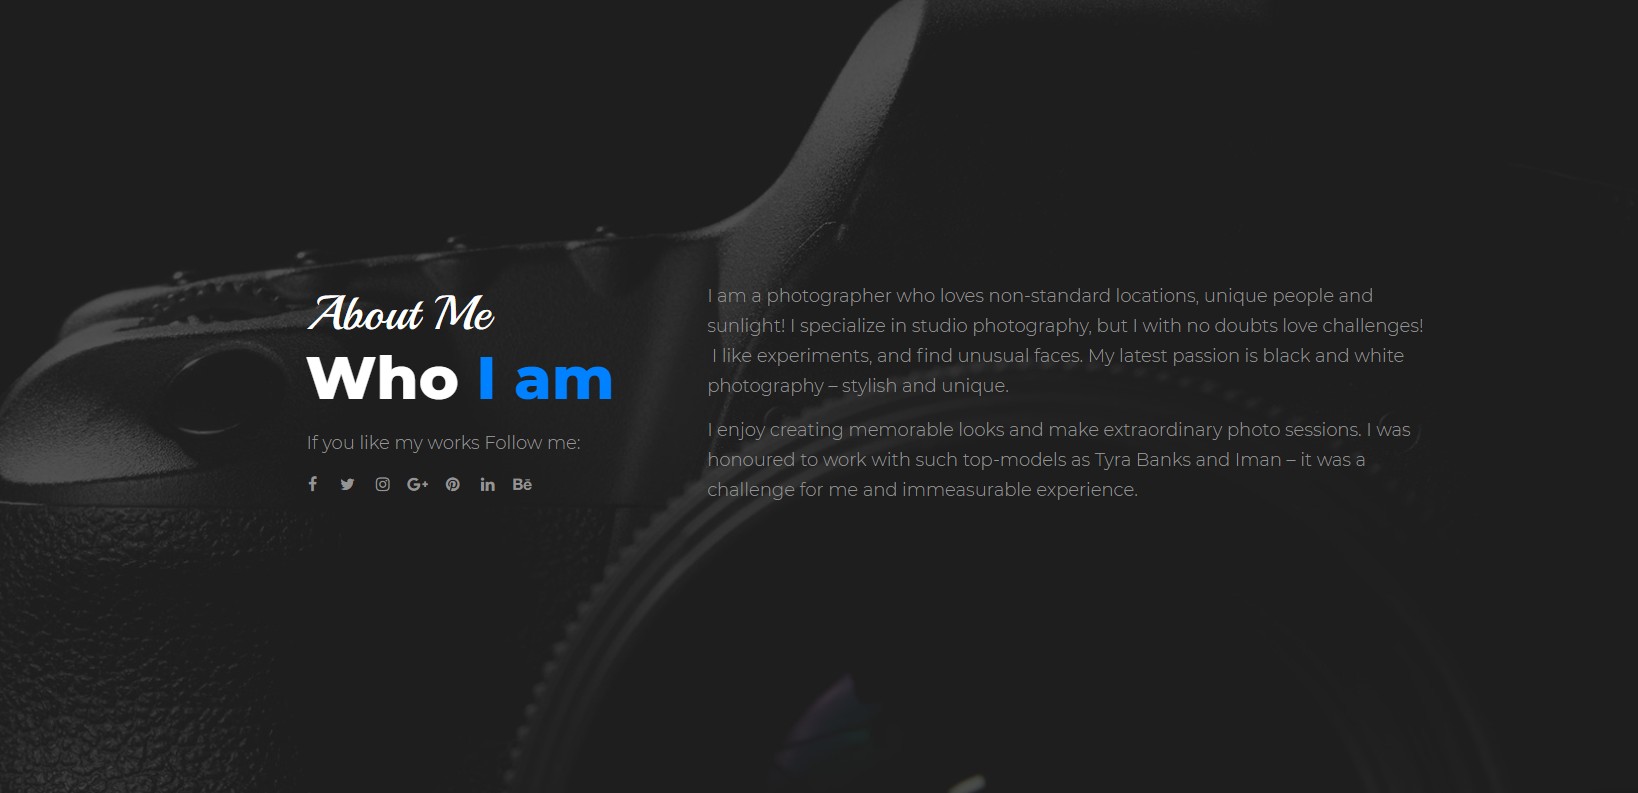 About Me
Who I am
If you like my works Follow me:
Bē
I am a photographer who loves non-standard locations, unique people and
sunlight! I specialize in studio photography, but I with no doubts love challenges!
I like experiments, and find unusual faces. My latest passion is black and white
photography – stylish and unique.
I enjoy creating memorable looks and make extraordinary photo sessions. I was
honoured to work with such top-models as Tyra Banks and Iman – it was a
challenge for me and immeasurable experience.